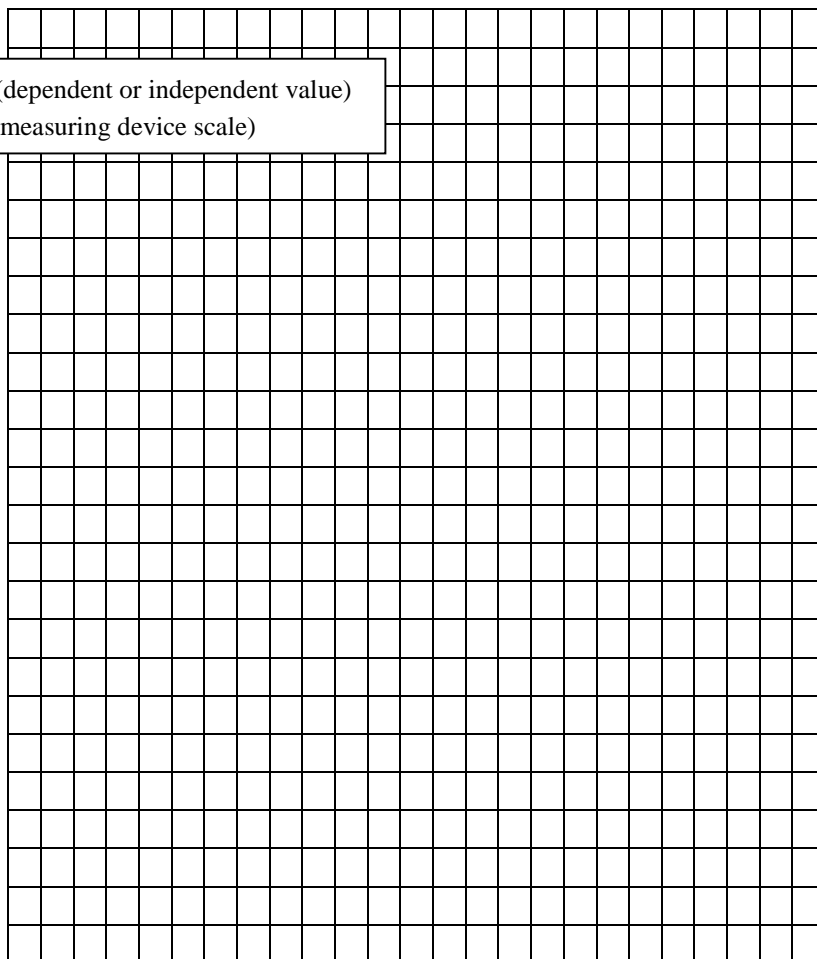 (dependent or independent value)
measuring device scale)